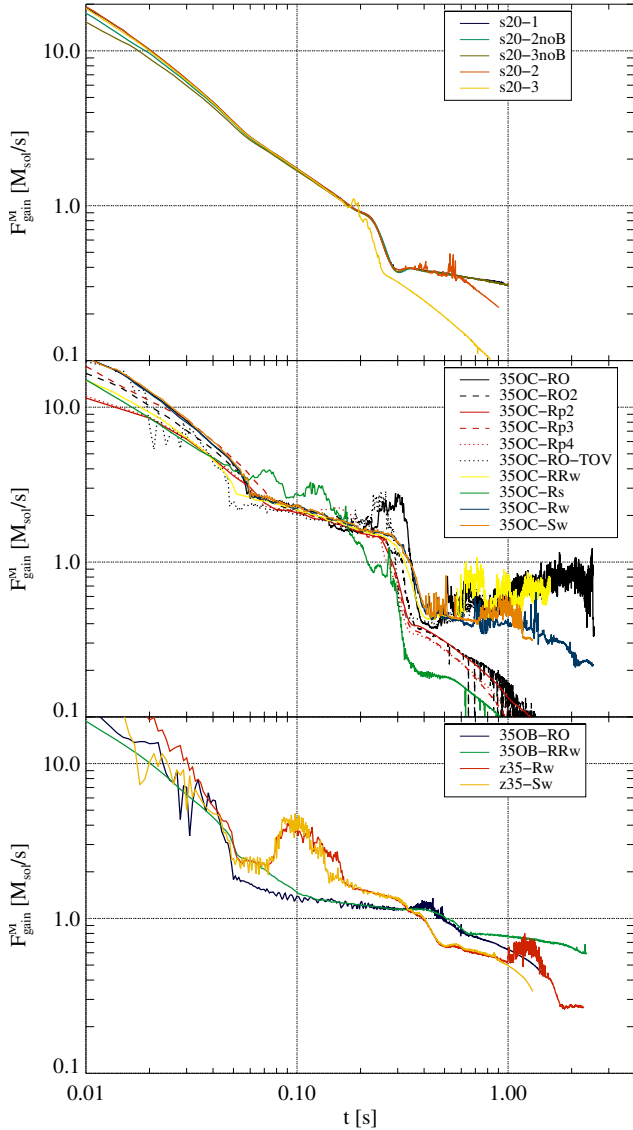 10.0
1.0
0.1
F^M_gain [M_sol/s]
s20-1
s20-2noB
s20-3noB
s20-2
s20-3
10.0
1.0
0.1
F^M_gain [M_sol/s]
35OC-RO
35OC-RO2
35OC-Rp2
35OC-Rp3
35OC-Rp4
35OC-RO-TOV
35OC-RRw
35OC-Rs
35OC-Rw
35OC-Sw
10.0
1.0
0.1
F^M_gain [M_sol/s]
35OB-RO
35OB-RRw
z35-Rw
z35-Sw
0.01
0.10
1.00
t [s]